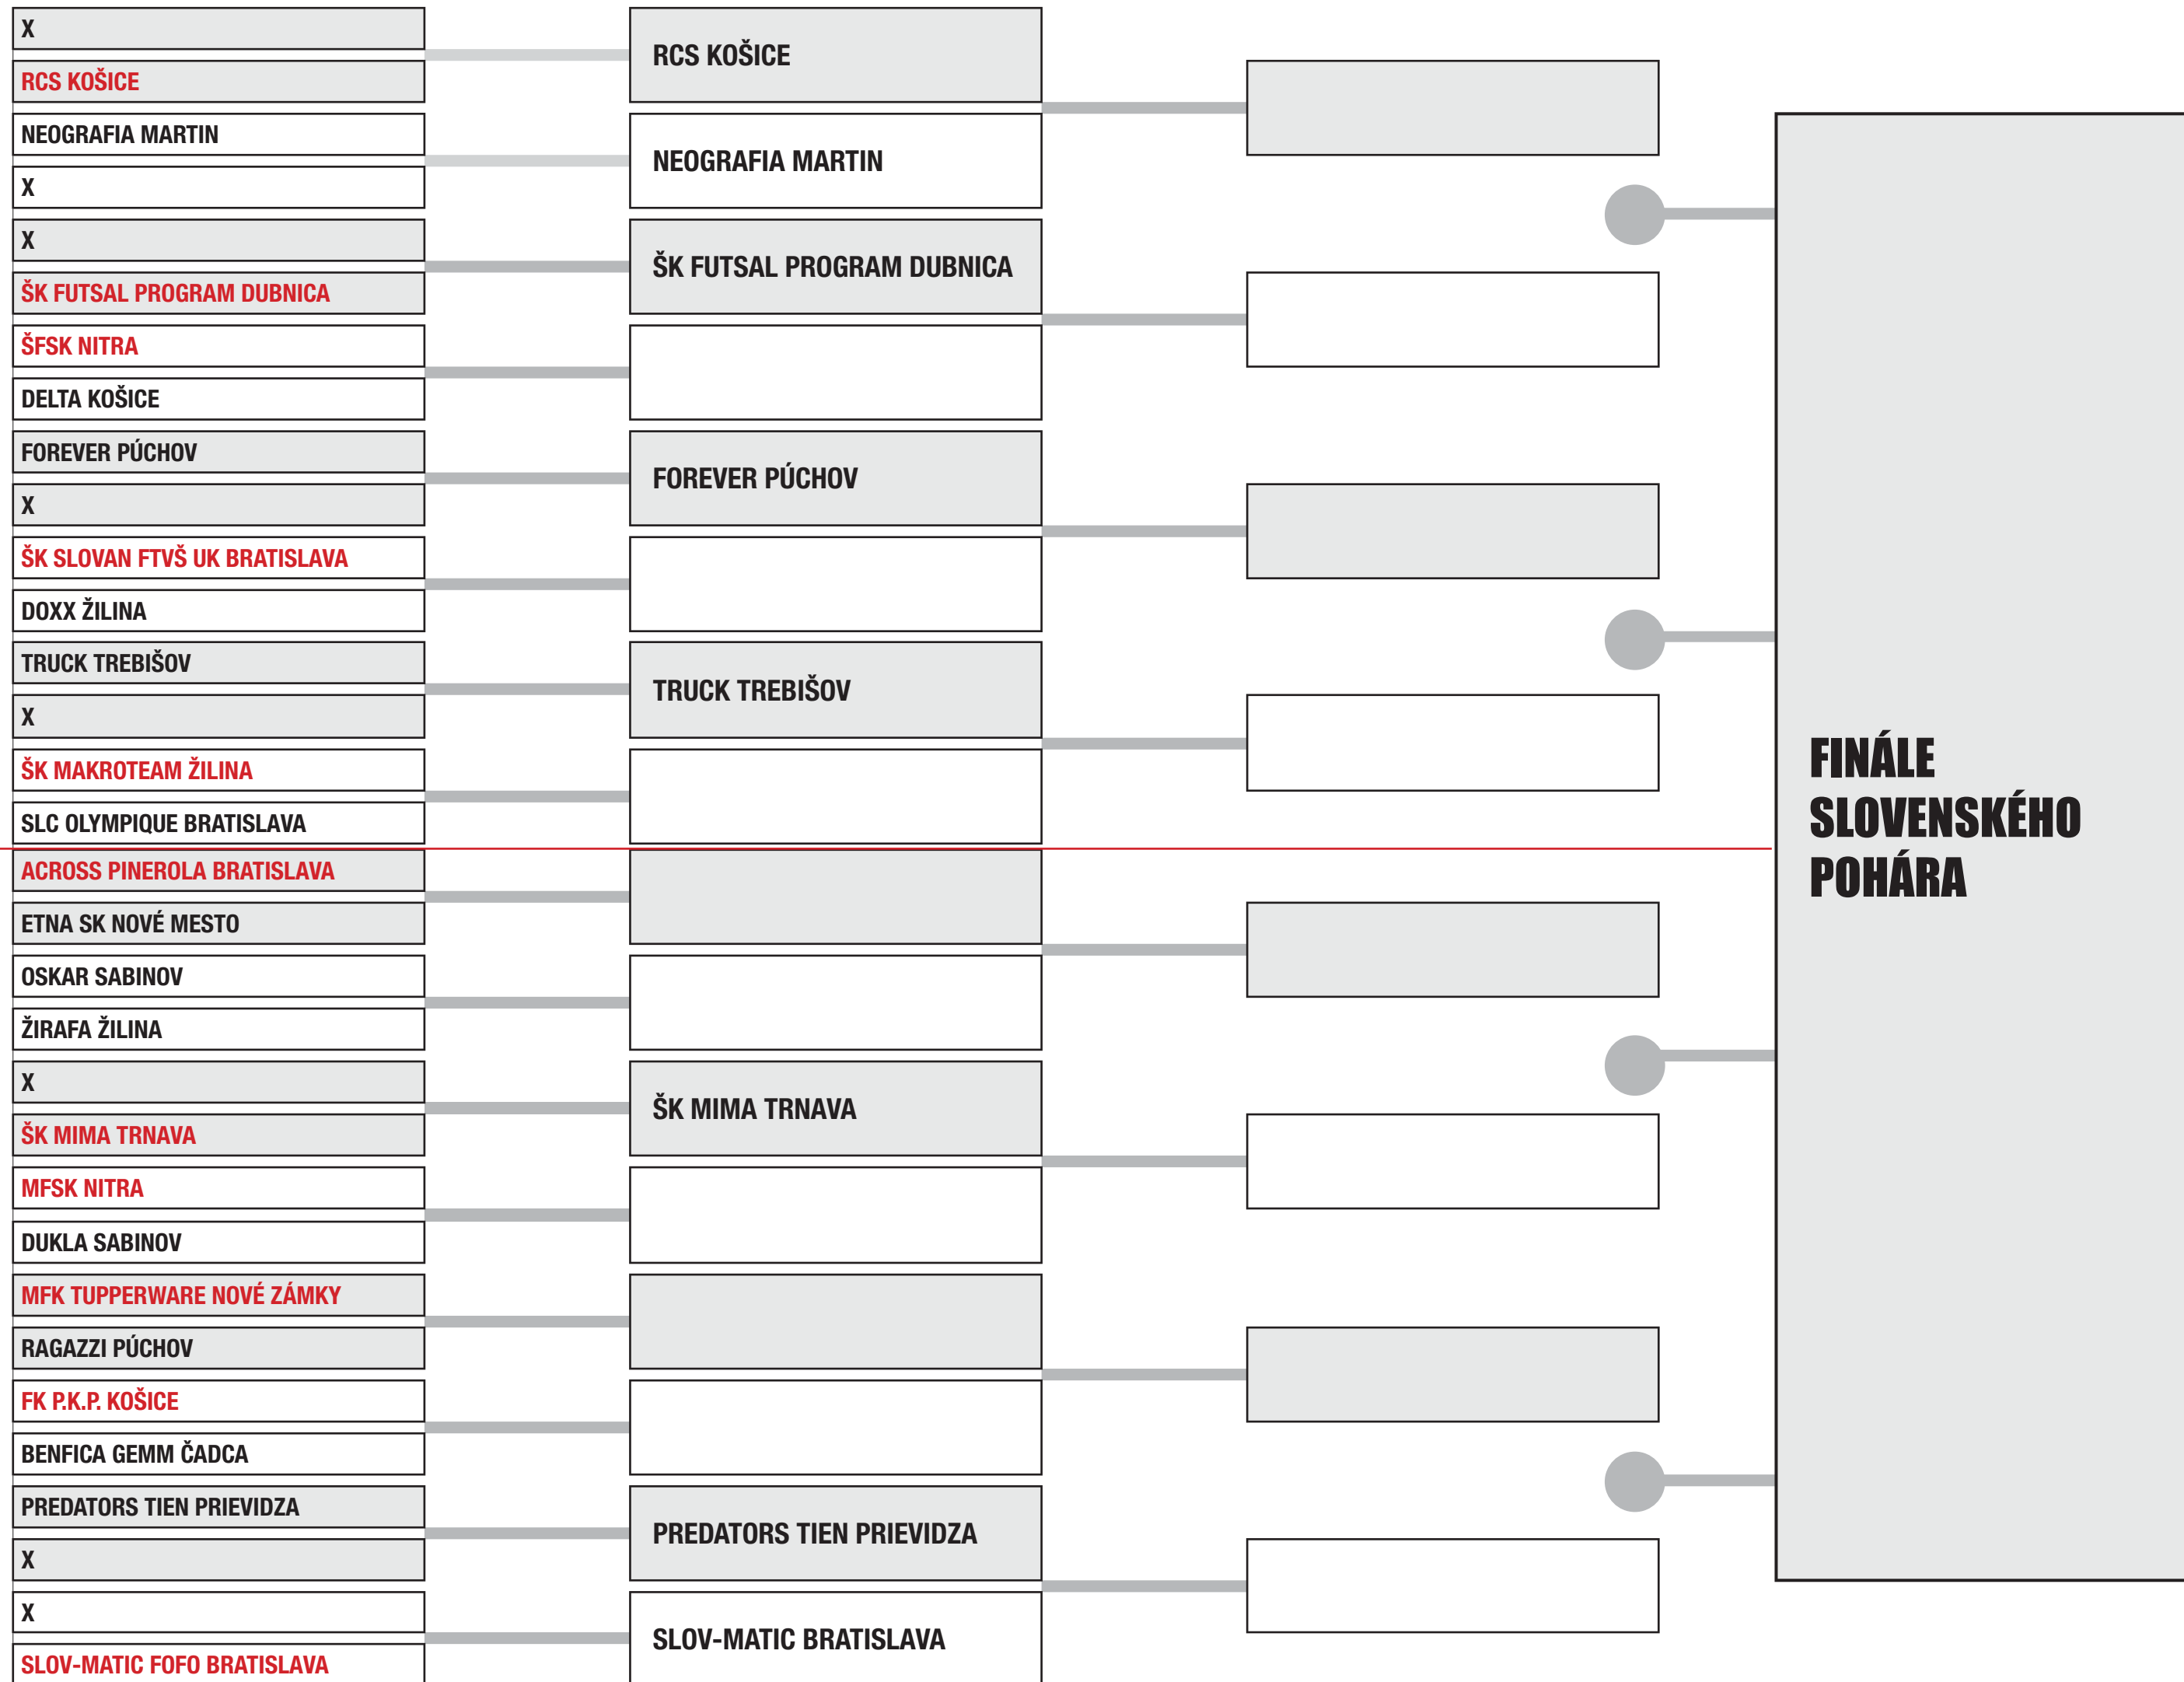 X
RCS KOŠICE
NEOGRAFIA MARTIN
X
X
ŠK FUTSAL PROGRAM DUBNICA
ŠFSK NITRA
DELTA KOŠICE
FOREVER PÚCHOV
X
ŠK SLOVAN FTVŠ UK BRATISLAVA
DOXX ŽILINA
TRUCK TREBIŠOV
X
ŠK MAKROTEAM ŽILINA
SLC OLYMPIQUE BRATISLAVA
ACROSS PINEROLA BRATISLAVA
ETNA SK NOVÉ MESTO
OSKAR SABINOV
ŽIRAFA ŽILINA
X
ŠK MIMA TRNAVA
MFSK NITRA
DUKLA SABINOV
MFK TUPPERWARE NOVÉ ZÁMKY
RAGAZZI PÚCHOV
FK P.K.P. KOŠICE
BENFICA GEMM ČADCA
PREDATORS TIEN PRIEVIDZA
X
X
SLOV-MATIC FOFO BRATISLAVA
RCS KOŠICE
NEOGRAFIA MARTIN
ŠK FUTSAL PROGRAM DUBNICA
FOREVER PÚCHOV
TRUCK TREBIŠOV
ŠK MIMA TRNAVA
PREDATORS TIEN PRIEVIDZA
SLOV-MATIC BRATISLAVA
FINÁLE
SLOVENSKÉHO
POHÁRA